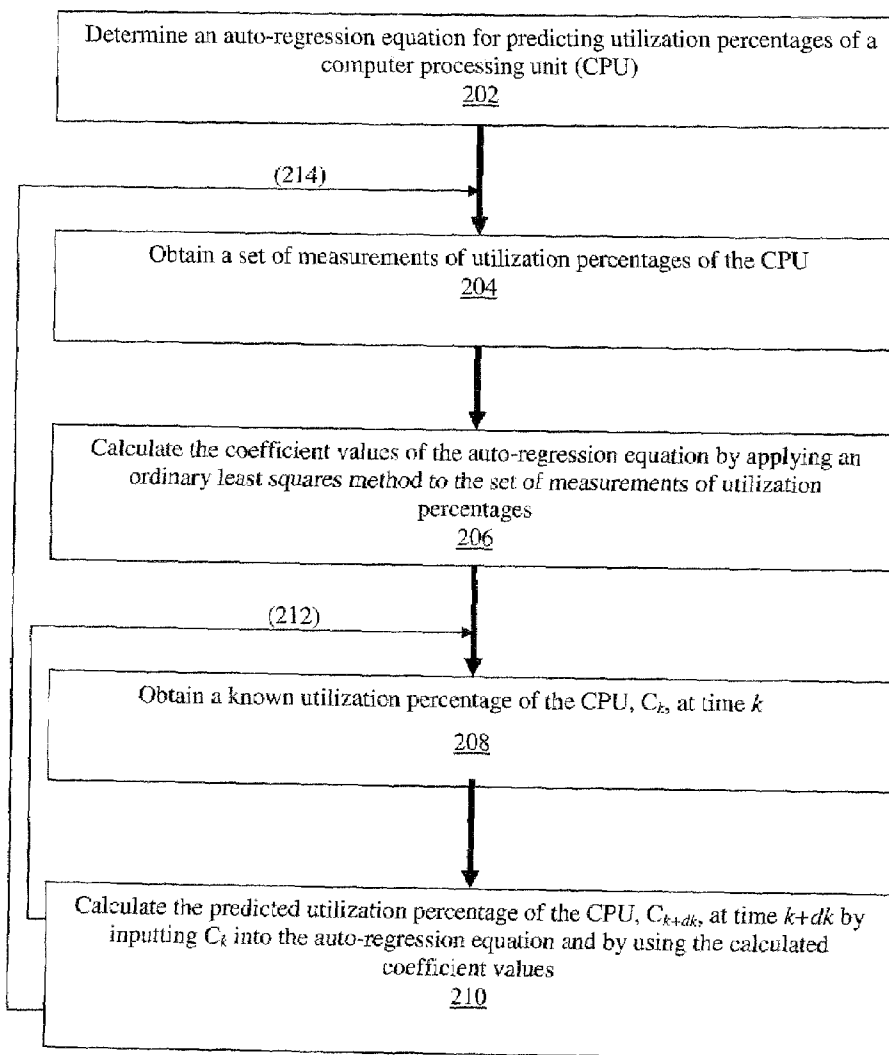 Determine an auto-regression equation for predicting utilization percentages of a
computer processing unit (CPU)
202
(214)
Obtain a set of measurements of utilization percentages of the CPU
204
Calculate the coefficient values of the auto-regression equation by applying an
ordinary least squares method to the set of measurements of utilization
percentages
206
(212)
Obtain a known utilization percentage of the CPU, Ck, at time k
208
Calculate the predicted utilization percentage of the CPU, Ck+dk, at time k+dk by
inputting Ck into the auto-regression equation and by using the calculated
coefficient values
210